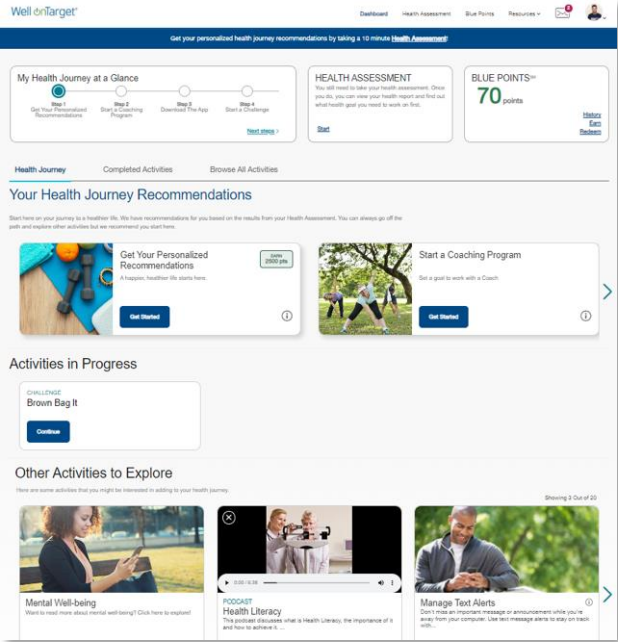 Well onTarget®
Dashboard Health Assessment Blue Points Resources
Get your personalized health journey recommendations by taking a 10 minute Health Assessment!
My Health Journey at a Glance
Step 1
Get Your Personalized
Recommendations
Step 2
Start a Coaching
Program
Step 3
Download The App
Step 4
Start a Challenge
Next steps >
HEALTH ASSESSMENT
You still need to take your health assessment. Once
you do, you can view your health report and find out
what health goal you need to work on first.
Start
BLUE POINTS℠
70 points
History
Earn
Redeem
Health Journey Completed Activities Browse All Activities
Your Health Journey Recommendations
Start here on your journey to a healthier life. We have recommendations for you based on the results from your Health Assessment. You can always go off the
path and explore other activities but we recommend you start here.
Get Your Personalized
Recommendations
A happier, healthier life starts here.
EARN
2500 pts
Get Started
Start a Coaching Program
Set a goal to work with a Coach
Get Started
Activities in Progress
CHALLENGE
Brown Bag It
Continue
Other Activities to Explore
Here are some activities that you might be interested in adding to your health journey.
Showing 3 Out of 20
Mental Well-being
Want to read more about mental well-being? Click here to explore!
0:00 / 5:38
PODCAST
Health Literacy
This podcast discusses what is Health Literacy, the importance of it
and how to achieve it. ...
Manage Text Alerts
Don't miss an important message or announcement while you're
away from your computer. Use text message alerts to stay on track
with...